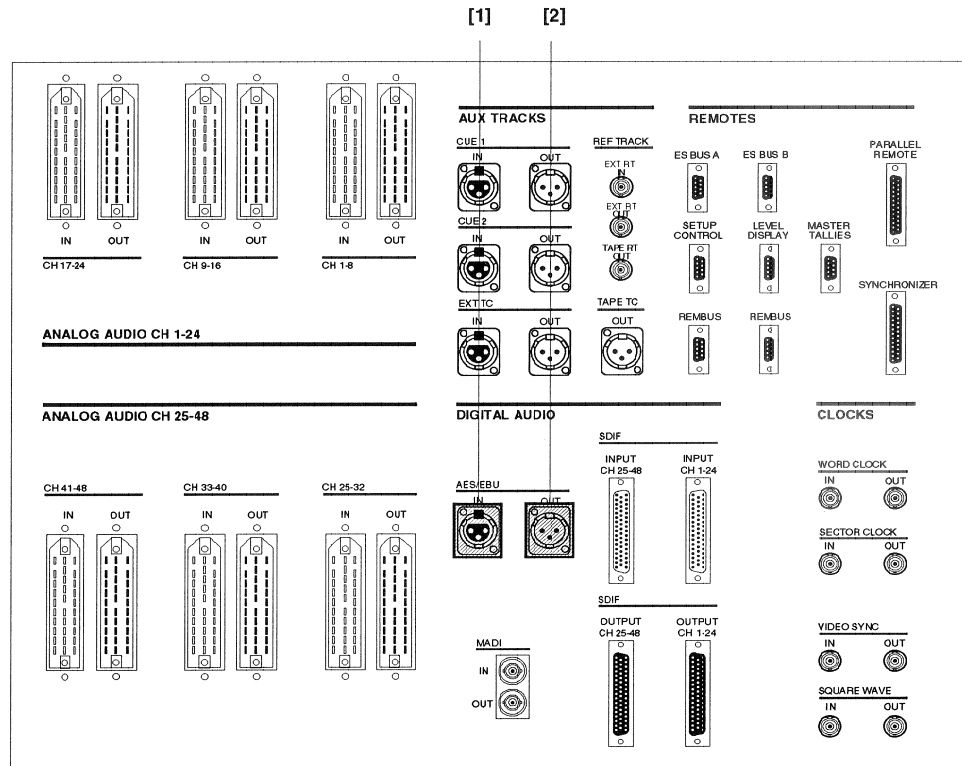 [1] [2]
AUX TRACKS
REMOTES
CUE 1
IN OUT
REF TRACK
EXT RT
IN
EXT RT
OUT
TAPE RT
OUT
ES BUS A
ES BUS B
PARALLEL
REMOTE
IN OUT
CH 17-24
IN OUT
CH 9-16
IN OUT
CH 1-8
CUE 2
IN OUT
SETUP
CONTROL
LEVEL
DISPLAY
MASTER
TALLIES
SYNCHRONIZER
EXT TC
IN OUT
TAPE TC
OUT
REMBUS
REMBUS
ANALOG AUDIO CH 1-24
ANALOG AUDIO CH 25-48
DIGITAL AUDIO
CLOCKS
CH 41-48
IN OUT
CH 33-40
IN OUT
CH 25-32
IN OUT
AES/EBU
IN OUT
SDIF
INPUT
CH 25-48
INPUT
CH 1-24
SDIF
OUTPUT
CH 25-48
OUTPUT
CH 1-24
MADI
IN
OUT
WORD CLOCK
IN OUT
SECTOR CLOCK
IN OUT
VIDEO SYNC
IN OUT
SQUARE WAVE
IN OUT